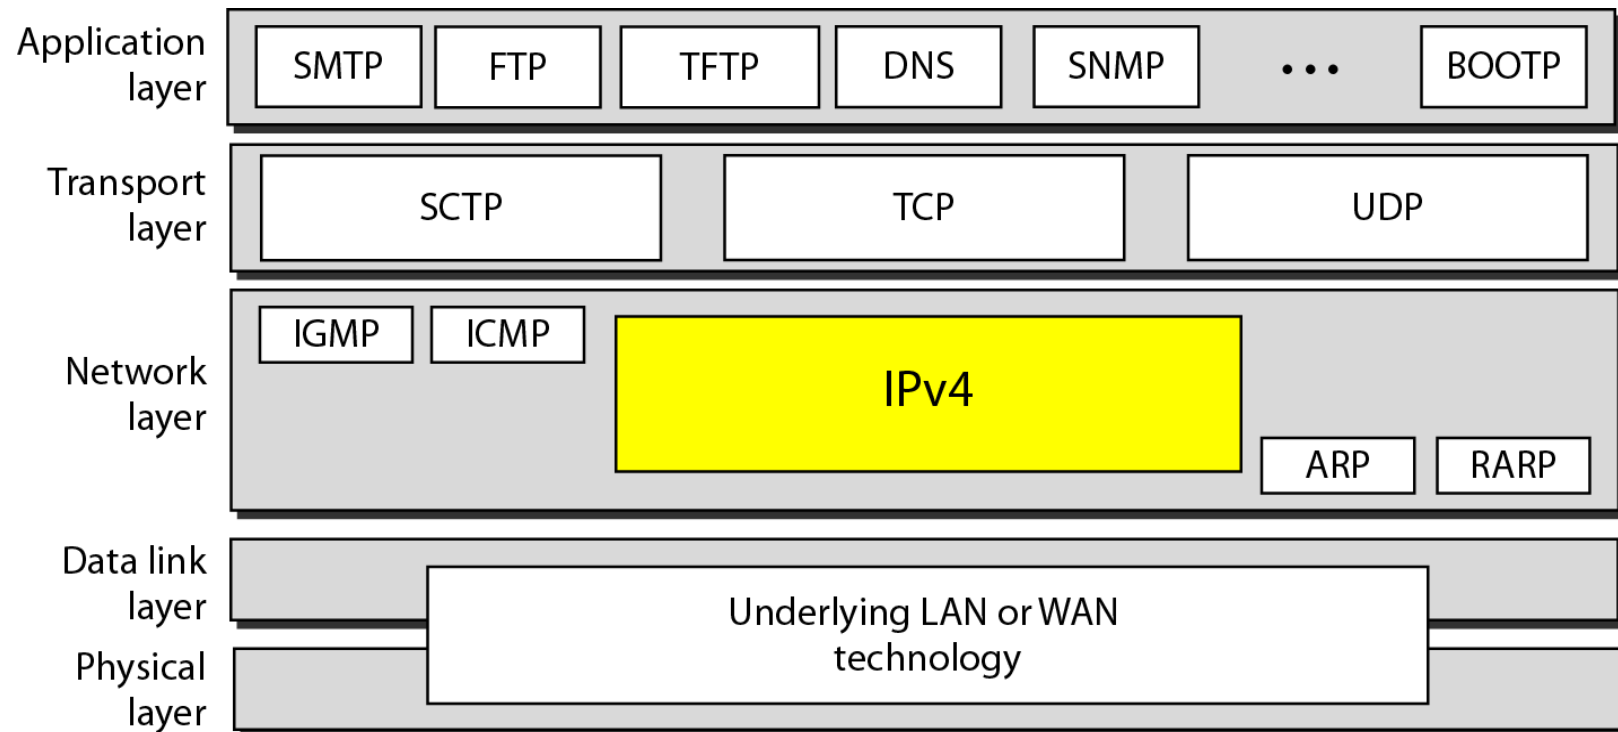 Application
layer
SMTP
FTP
TFTP
DNS
SNMP
...
BOOTP
Transport
layer
SCTP
TCP
UDP
Network
layer
IGMP
ICMP
IPv4
ARP
RARP
Data link
layer
Underlying LAN or WAN
technology
Physical
layer